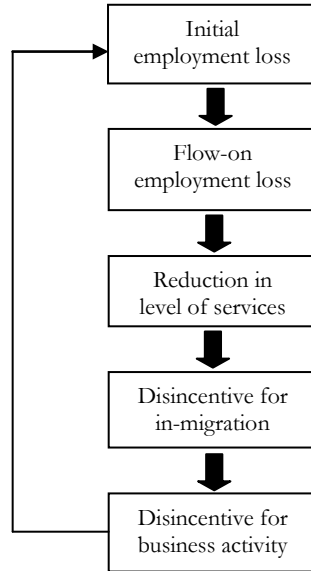 Initial
employment loss
Flow-on
employment loss
Reduction in
level of services
Disincentive for
in-migration
Disincentive for
business activity